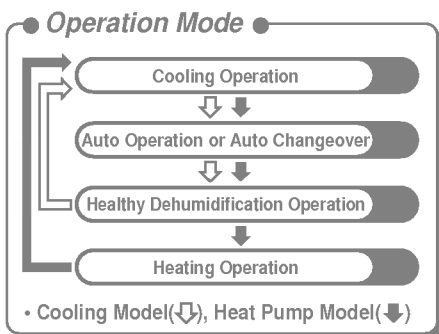 Operation Mode
Cooling Operation
Auto Operation or Auto Changeover
Healthy Dehumidification Operation
Heating Operation
• Cooling Model(⇩), Heat Pump Model(🡇)